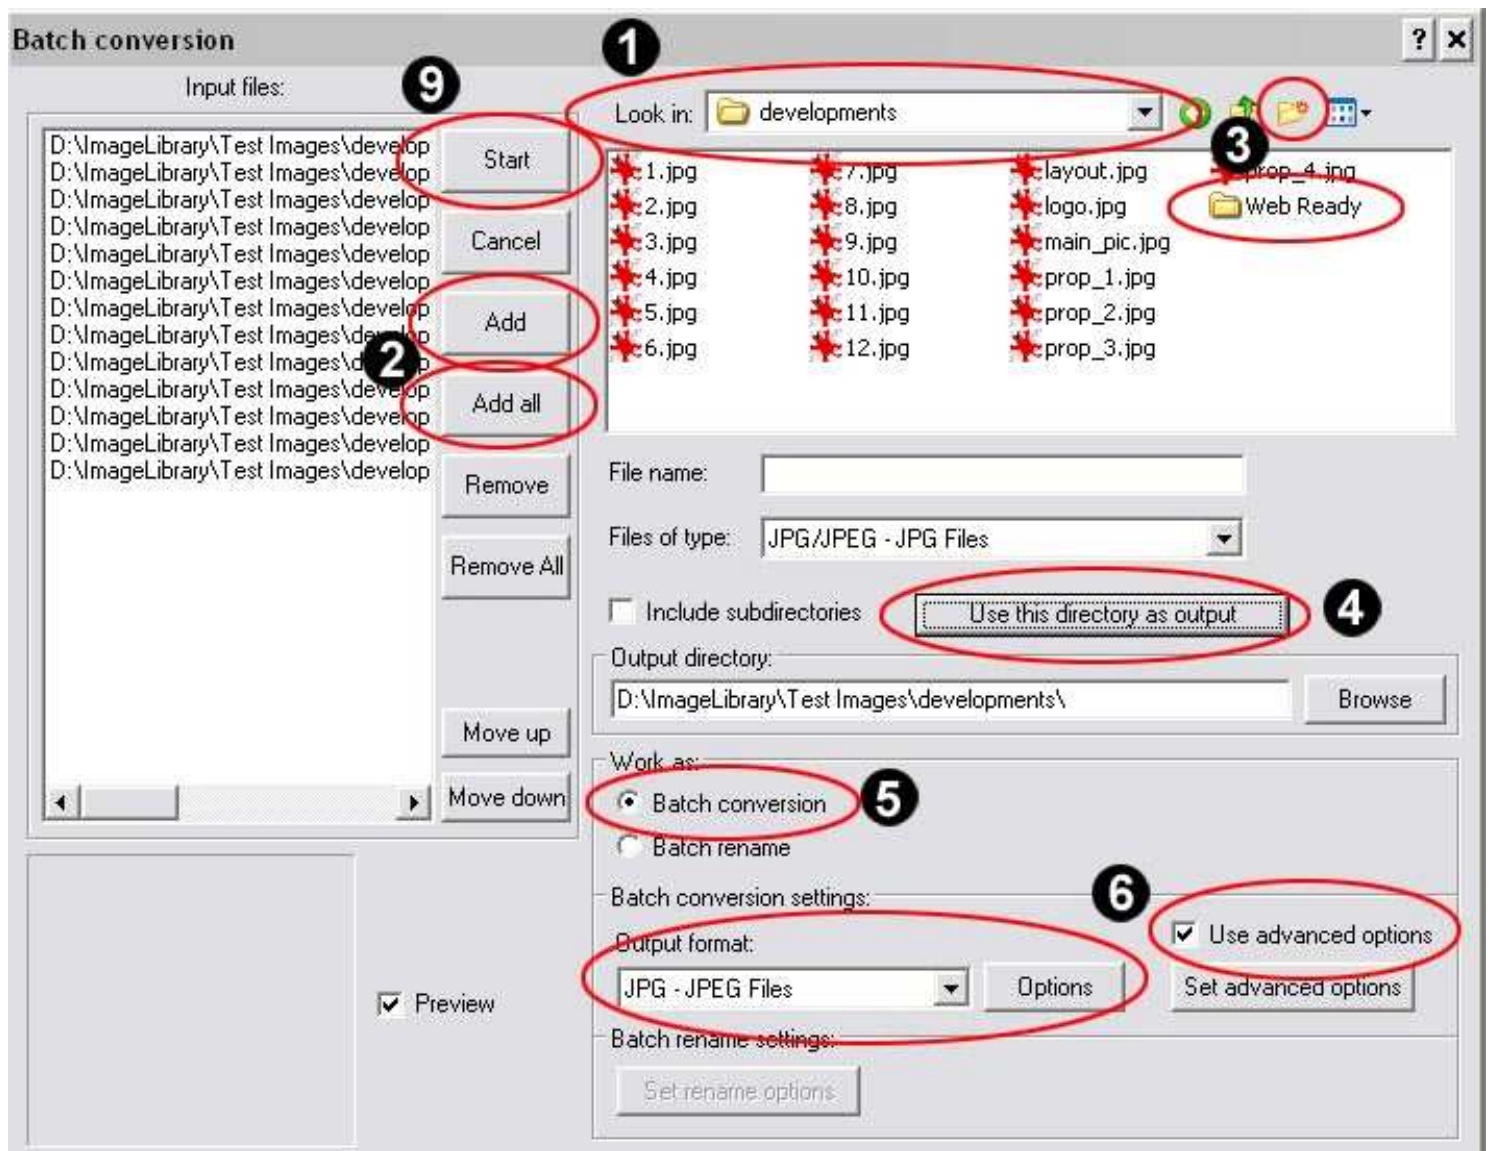 Batch conversion
1
? ×
Input files:
9
Look in: developments
3
D:\ImageLibrary\Test Images\develop
D:\ImageLibrary\Test Images\develop
D:\ImageLibrary\Test Images\develop
D:\ImageLibrary\Test Images\develop
D:\ImageLibrary\Test Images\develop
D:\ImageLibrary\Test Images\develop
D:\ImageLibrary\Test Images\develop
D:\ImageLibrary\Test Images\develop
D:\ImageLibrary\Test Images\develop
D:\ImageLibrary\Test Images\develop
D:\ImageLibrary\Test Images\develop
D:\ImageLibrary\Test Images\develop
D:\ImageLibrary\Test Images\develop
Start
Cancel
Add
2
Add all
Remove
Remove All
Move up
Move down
1.jpg
2.jpg
3.jpg
4.jpg
5.jpg
6.jpg
7.jpg
8.jpg
9.jpg
10.jpg
11.jpg
12.jpg
layout.jpg
logo.jpg
main_pic.jpg
prop_1.jpg
prop_2.jpg
prop_3.jpg
prop_4.jpg
Web Ready
File name:
Files of type: JPG/JPEG - JPG Files
Include subdirectories
Use this directory as output
4
Output directory:
D:\ImageLibrary\Test Images\developments\
Browse
Work as:
Batch conversion
5
Batch rename
Batch conversion settings:
6
Output format:
Use advanced options
JPG - JPEG Files
Options
Set advanced options
Preview
Batch rename settings:
Set rename options